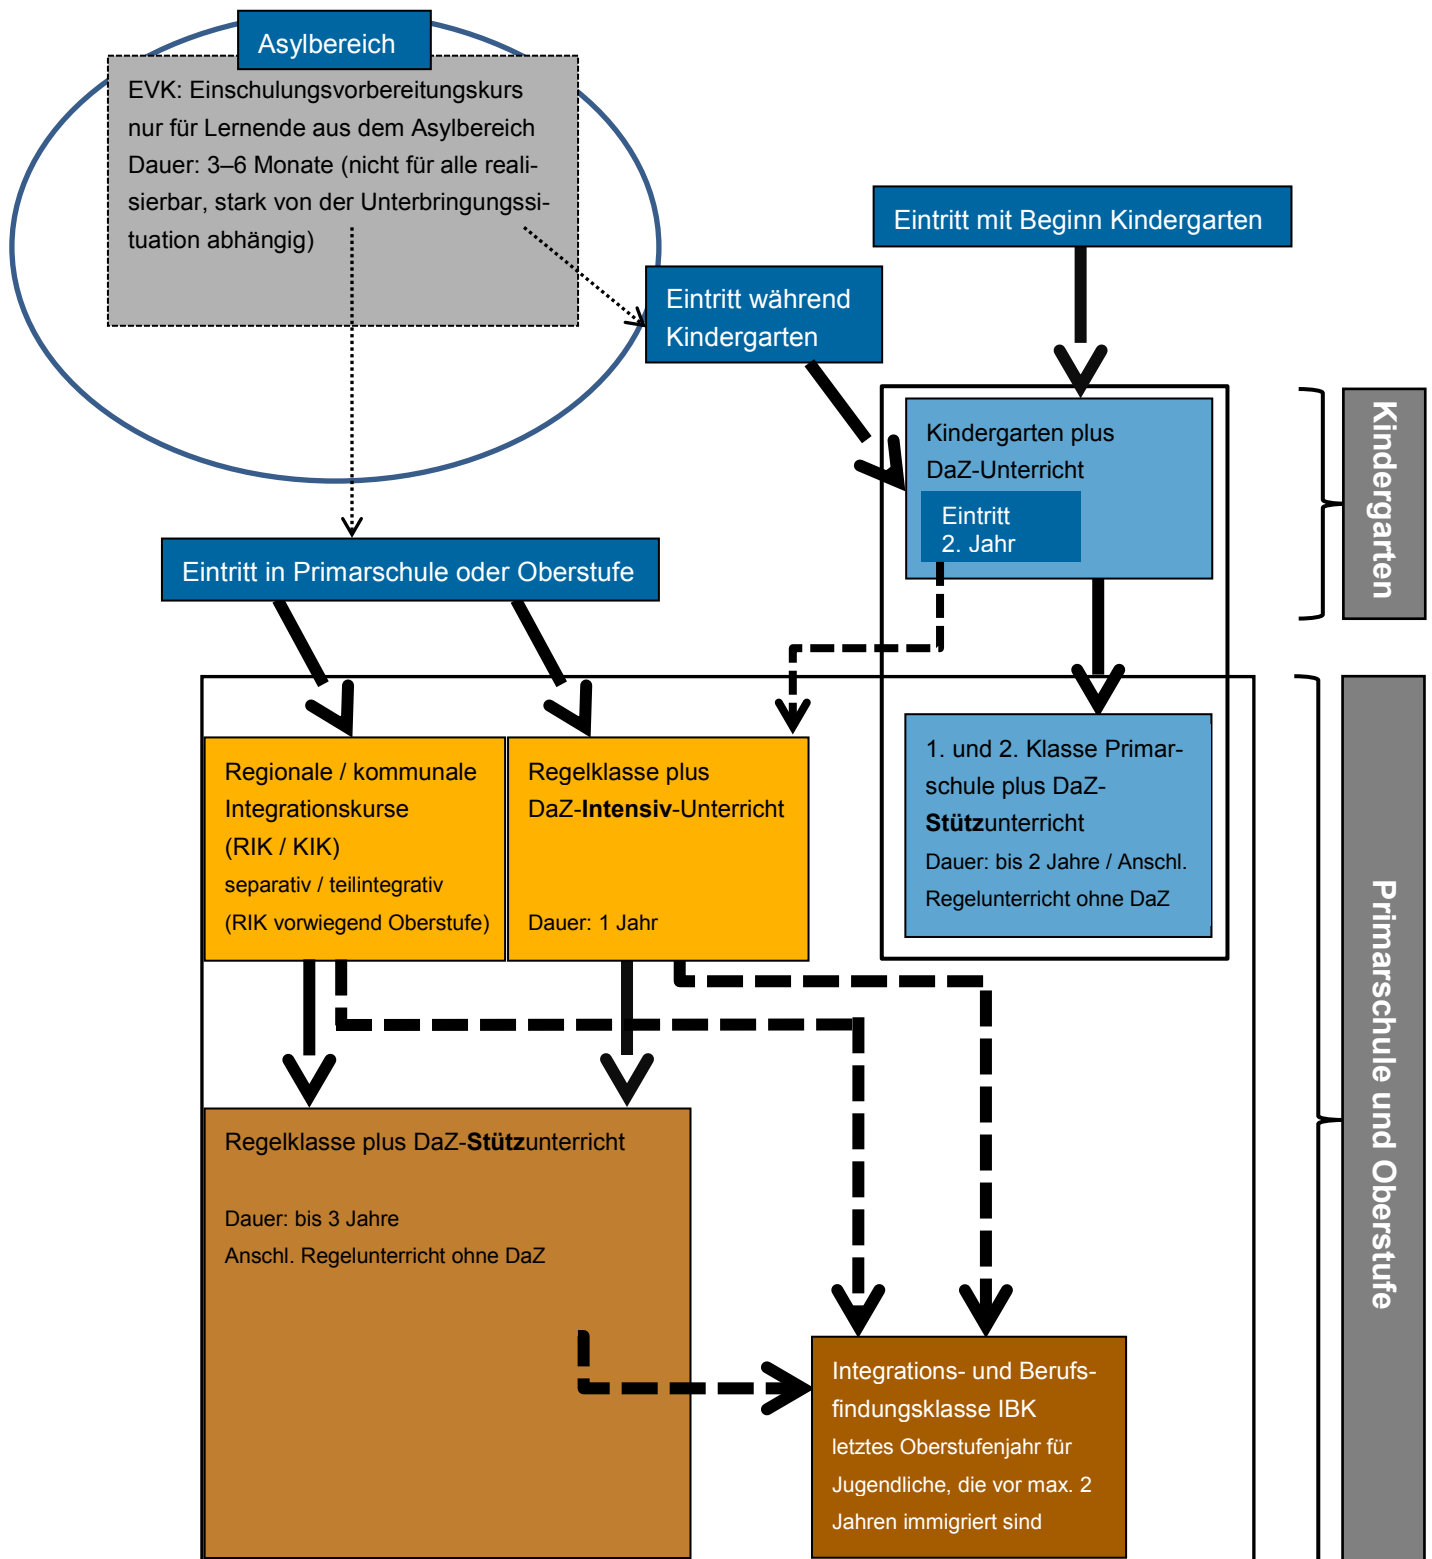 Asylbereich
EVK: Einschulungsvorbereitungskurs
nur für Lernende aus dem Asylbereich
Dauer: 3–6 Monate (nicht für alle reali-
sierbar, stark von der Unterbringungssi-
tuation abhängig)
Eintritt mit Beginn Kindergarten
Eintritt während
Kindergarten
Kindergarten plus
DaZ-Unterricht
Eintritt
2. Jahr
Kindergarten
Eintritt in Primarschule oder Oberstufe
Regionale / kommunale
Integrationskurse
(RIK / KIK)
separativ / teilintegrativ
(RIK vorwiegend Oberstufe)
Regelklasse plus
DaZ-Intensiv-Unterricht
Dauer: 1 Jahr
1. und 2. Klasse Primar-
schule plus DaZ-
Stützunterricht
Dauer: bis 2 Jahre / Anschl.
Regelunterricht ohne DaZ
Primarschule und Oberstufe
Regelklasse plus DaZ-Stützunterricht
Dauer: bis 3 Jahre
Anschl. Regelunterricht ohne DaZ
Integrations- und Berufs-
findungsklasse IBK
letztes Oberstufenjahr für
Jugendliche, die vor max. 2
Jahren immigriert sind